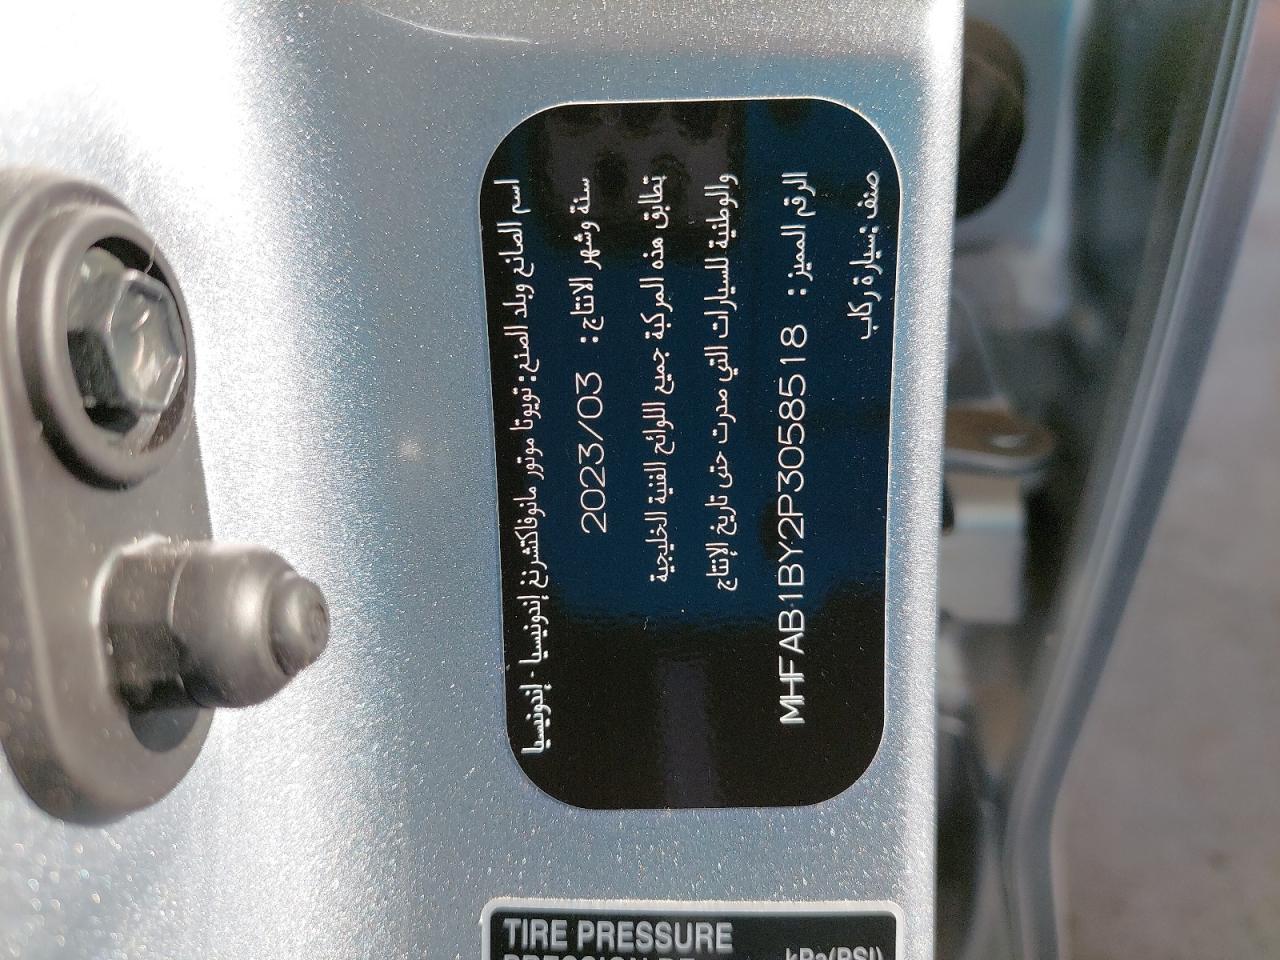 اسم الصانع وبلد الصنع: تويوتا موتور مانوفاكتشرنغ إندونيسيا - إندونيسيا
سنة وشهر الانتاج: 2023/03
تطابق هذه المركبة جميع اللوائح الفنية الخليجية
والوطنية للسيارات التي صدرت حتى تاريخ الإنتاج
الرقم المميز: MHFAB1BY2P3058518
صنف :سيارة ركاب
TIRE PRESSURE
PRESSION DE
kPa(PSI)